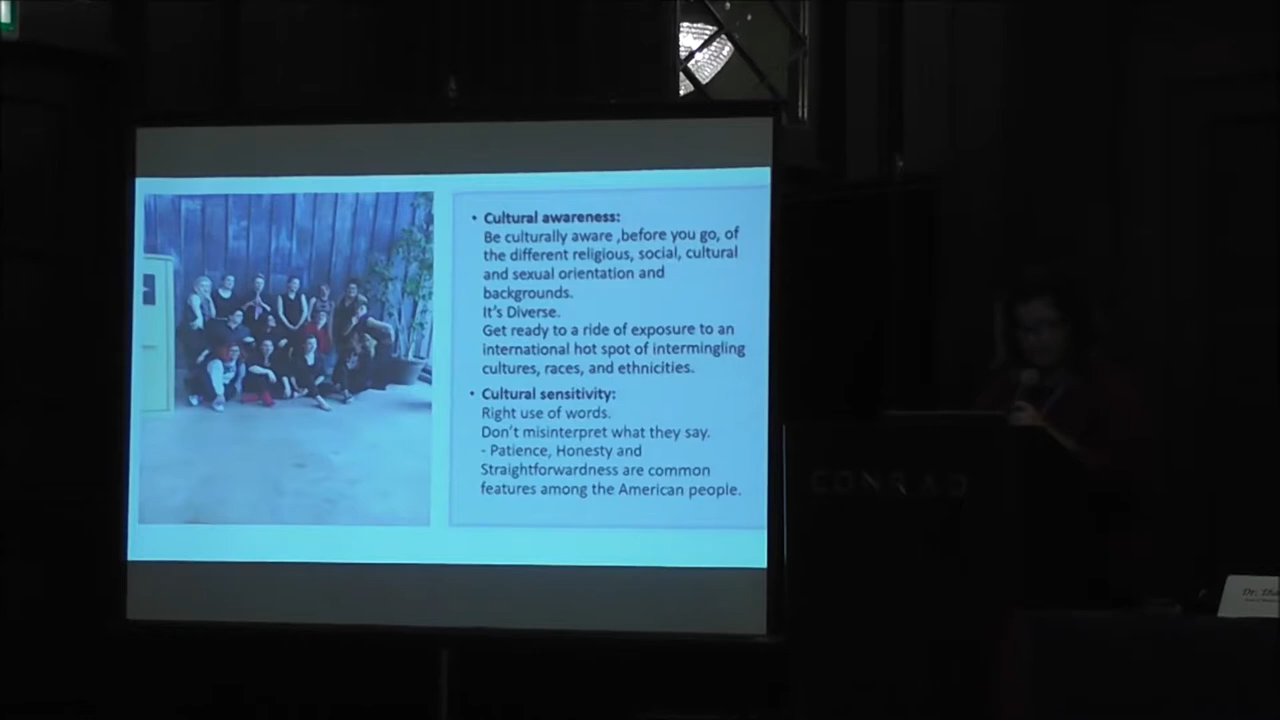 • Cultural awareness:
Be culturally aware ,before you go, of
the different religious, social, cultural
and sexual orientation and
backgrounds.
It's Diverse.
Get ready to a ride of exposure to an
international hot spot of intermingling
cultures, races, and ethnicities.
• Cultural sensitivity:
Right use of words.
Don't misinterpret what they say.
- Patience, Honesty and
Straightforwardness are common
features among the American people.
CONRAD
Dr.